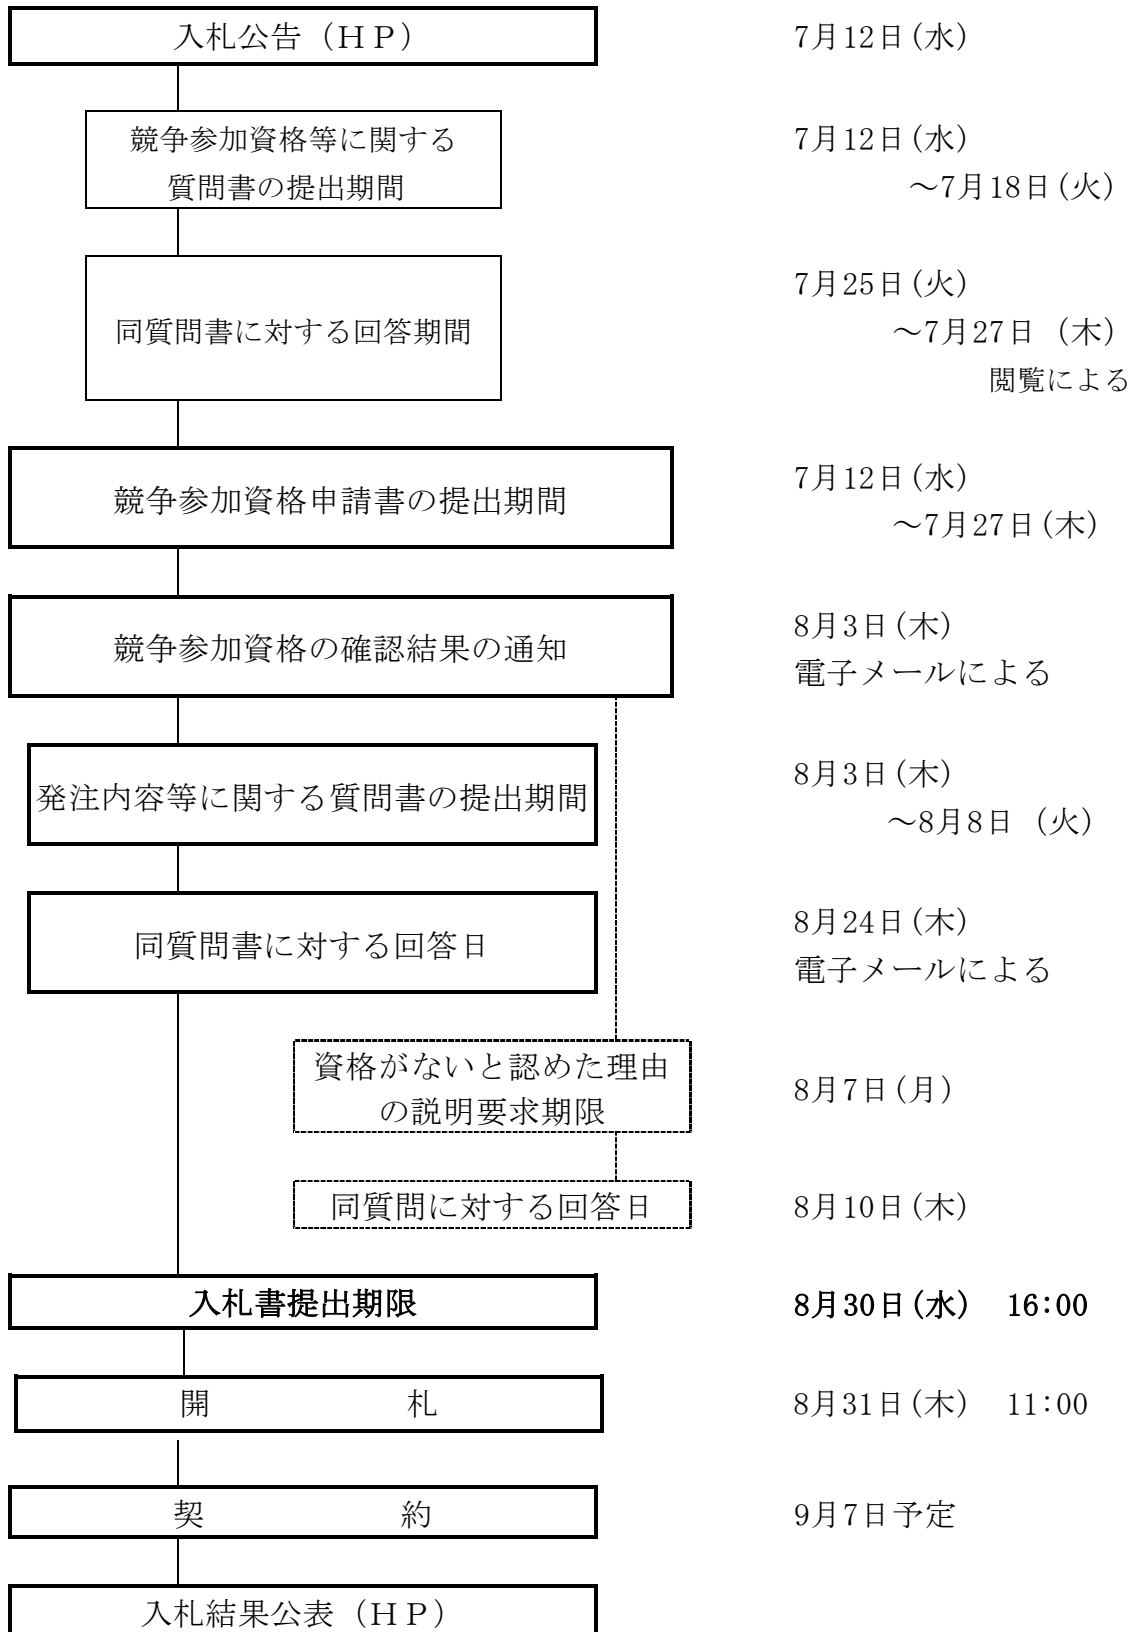 入札公告（ＨＰ）
7月12日(水)
競争参加資格等に関する
質問書の提出期間
7月12日(水)
～7月18日(火)
同質問書に対する回答期間
7月25日(火)
～7月27日 (木)
閲覧による
競争参加資格申請書の提出期間
7月12日(水)
～7月27日(木)
競争参加資格の確認結果の通知
8月3日(木)
電子メールによる
発注内容等に関する質問書の提出期間
8月3日(木)
～8月8日 (火)
同質問書に対する回答日
8月24日(木)
電子メールによる
資格がないと認めた理由
の説明要求期限
8月7日(月)
同質問に対する回答日
8月10日(木)
入札書提出期限
8月30日(水)　16:00
開　　　　　　札
8月31日(木)　11:00
契　　　　　　約
9月7日予定
入札結果公表（ＨＰ）